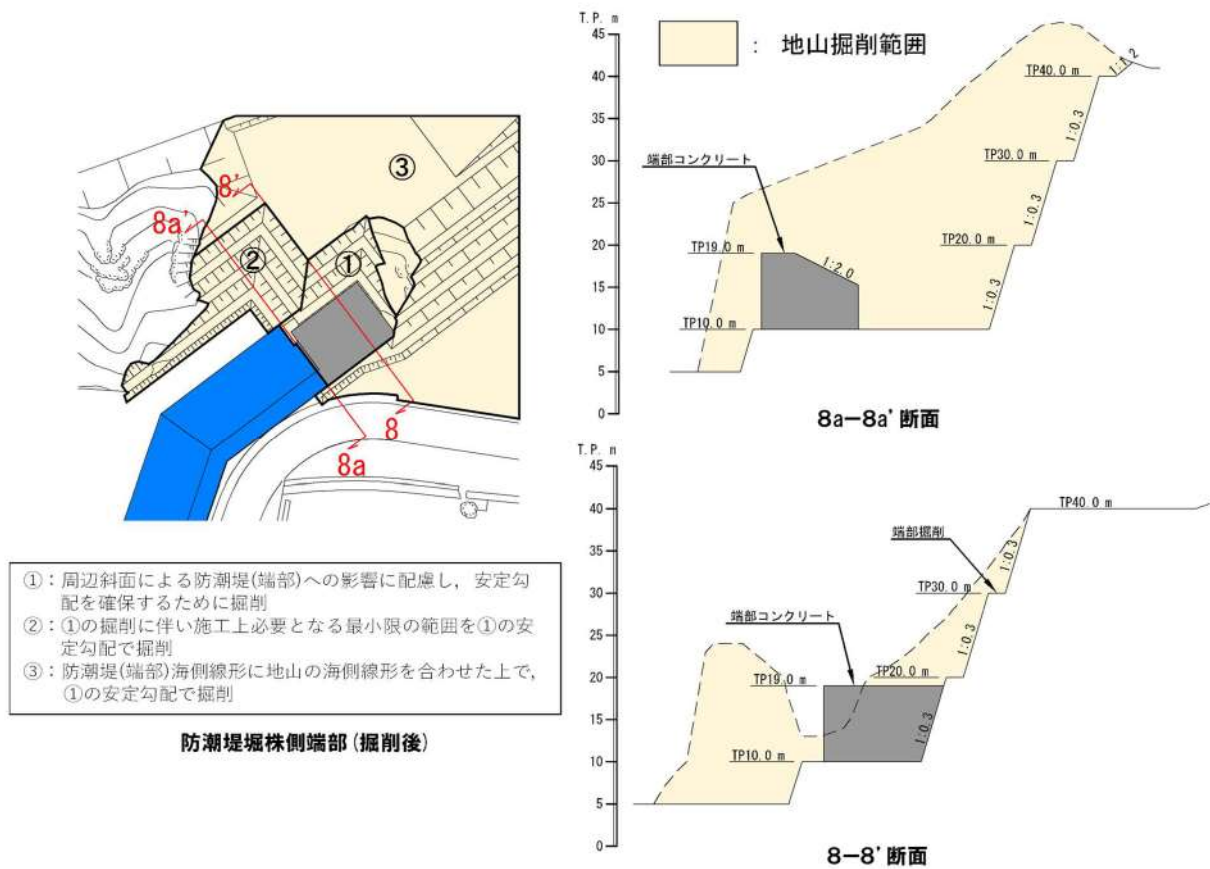 8'
8a'
③
②
①
8
8a
①：周辺斜面による防潮堤(端部)への影響に配慮し，安定勾
配を確保するために掘削
②：①の掘削に伴い施工上必要となる最小限の範囲を①の安
定勾配で掘削
③：防潮堤(端部)海側線形に地山の海側線形を合わせた上で，
①の安定勾配で掘削
防潮堤堀株側端部(掘削後)
T.P. m
45
40
35
30
25
20
15
10
5
0
： 地山掘削範囲
1:1.2
TP40.0 m
1:0.3
端部コンクリート
TP30.0 m
1:0.3
TP19.0 m
TP20.0 m
1:2.0
1:0.3
TP10.0 m
8a－8a' 断面
T.P. m
45
40
35
30
25
20
15
10
5
0
TP40.0 m
端部掘削
1:0.3
TP30.0 m
端部コンクリート
1:0.3
TP20.0 m
TP19.0 m
1:0.3
TP10.0 m
8－8' 断面